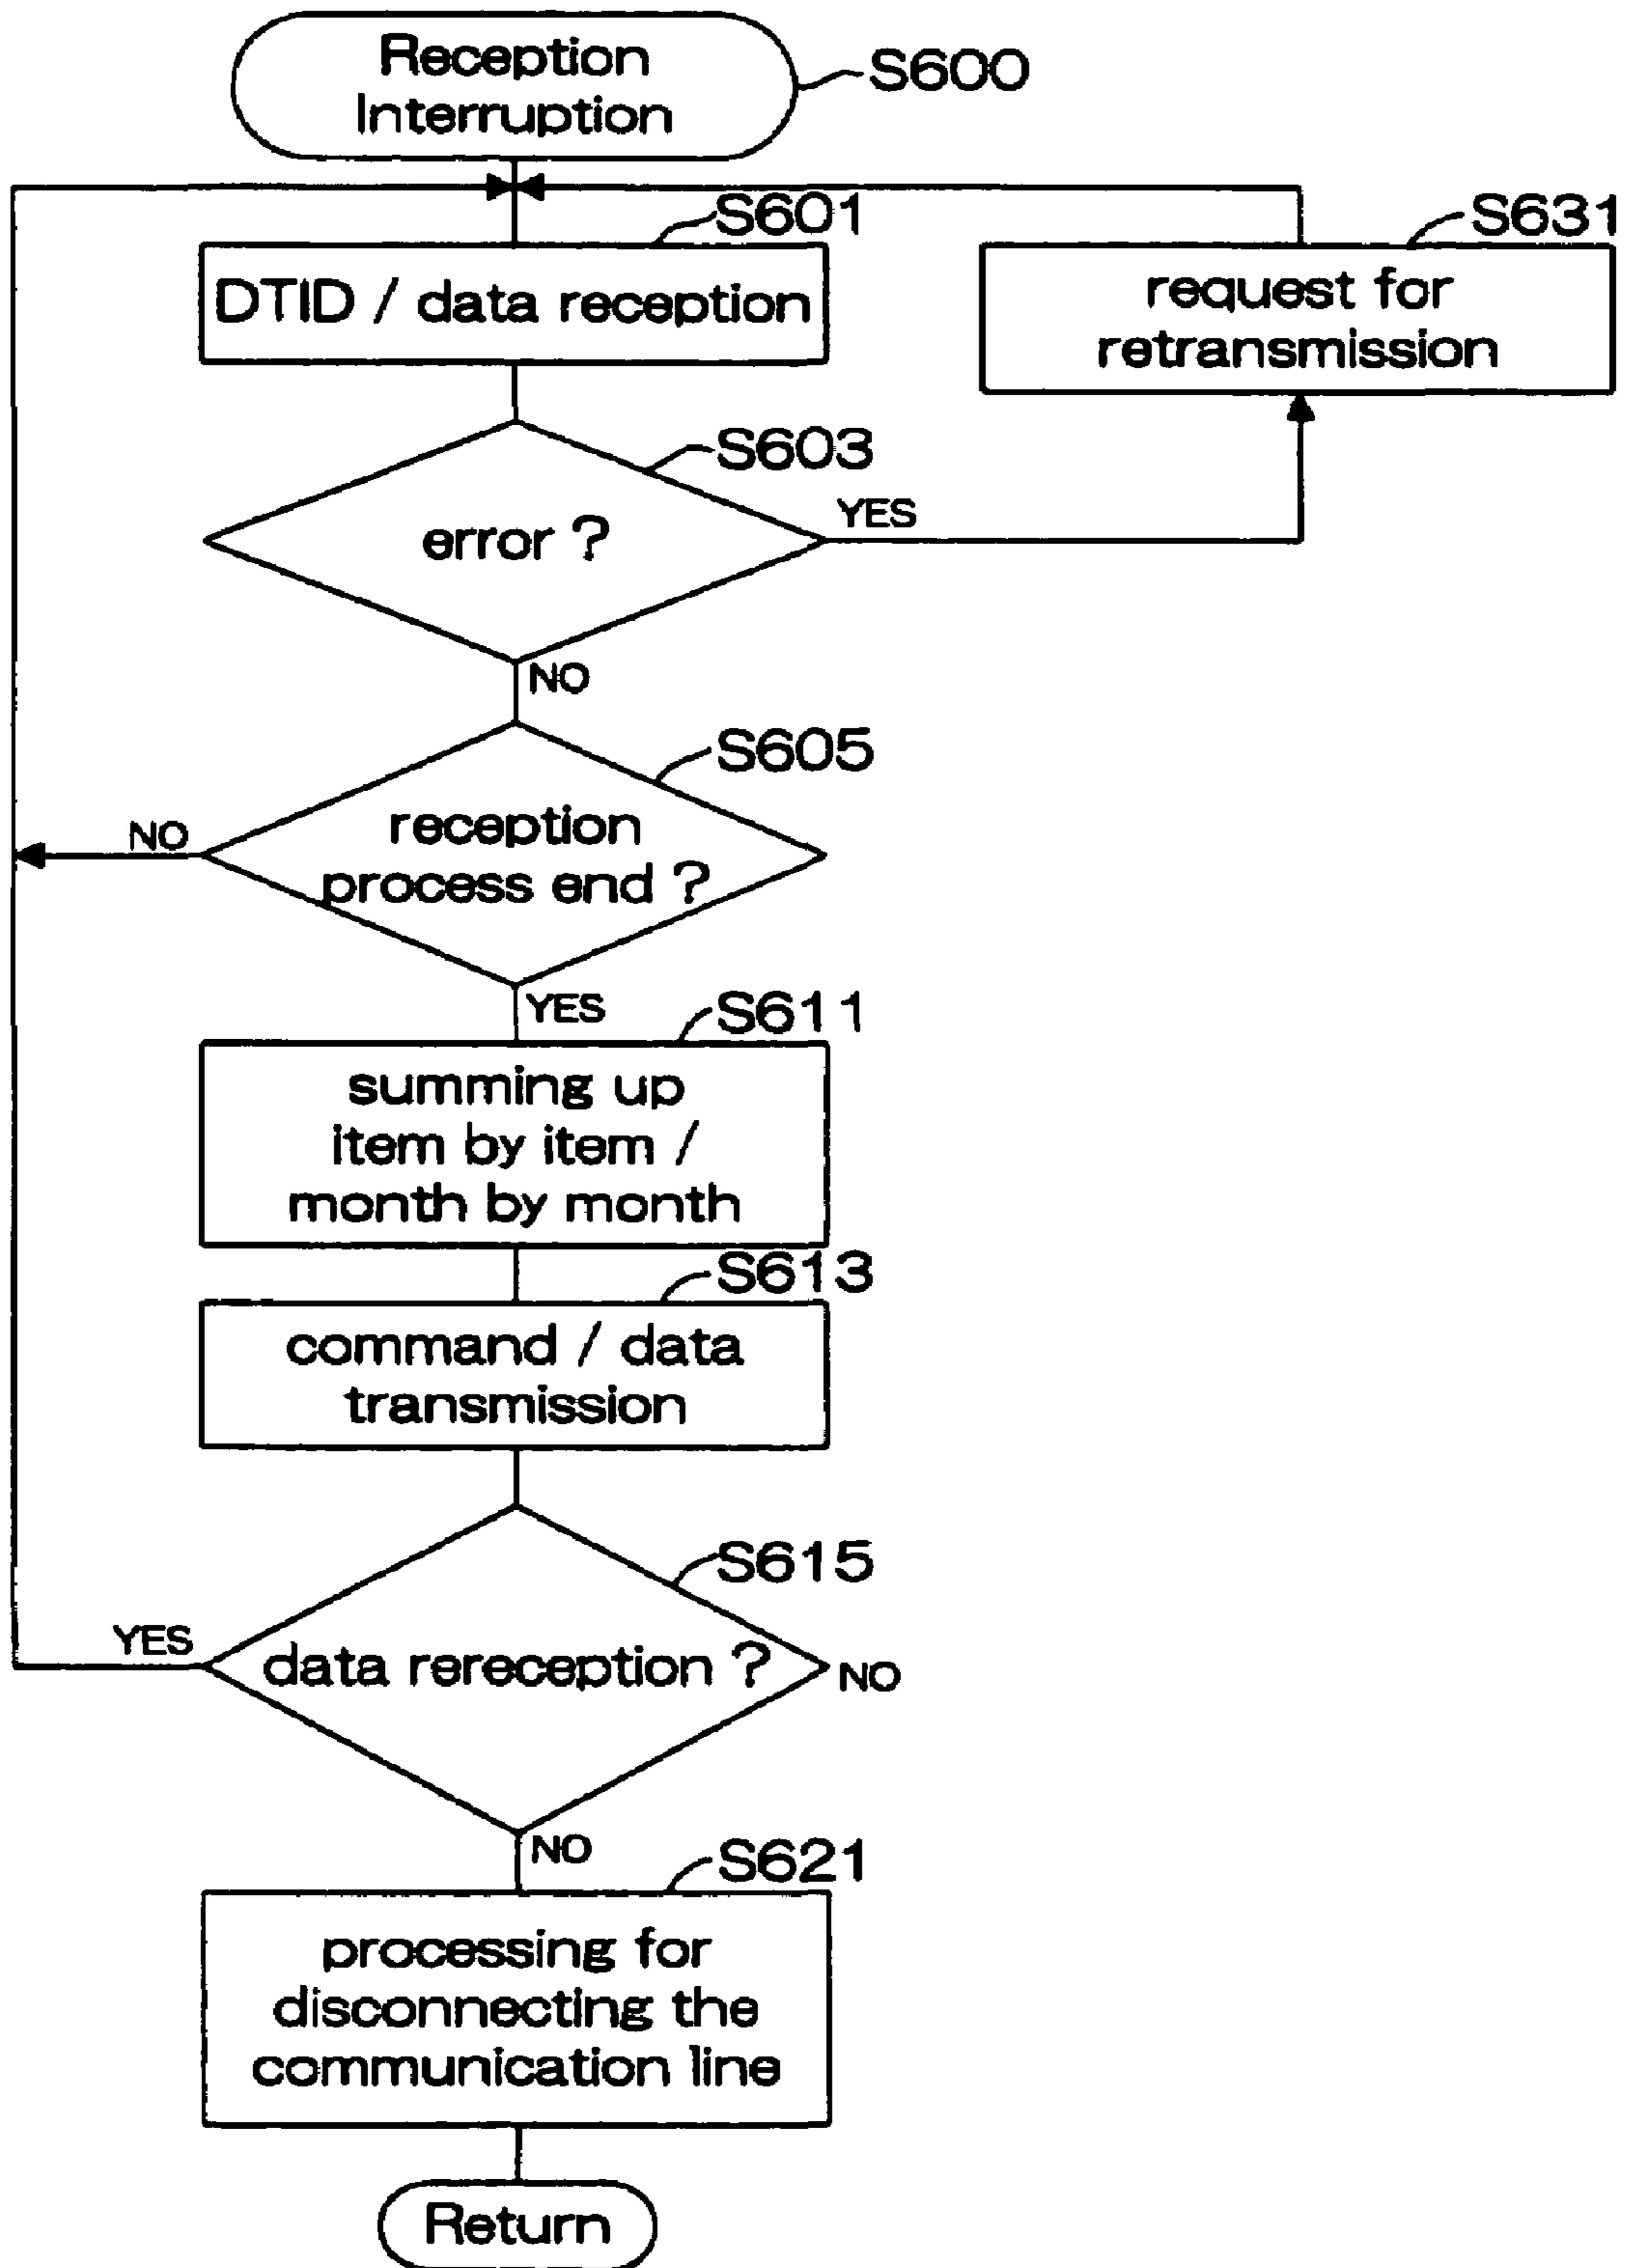 Reception
Interruption
S600
S601
DTID / data reception
S631
request for
retransmission
S603
error ?
YES
NO
S605
reception
process end ?
NO
YES
S611
summing up
item by item /
month by month
S613
command / data
transmission
S615
data rereception ?
YES
NO
NO
S621
processing for
disconnecting the
communication line
Return